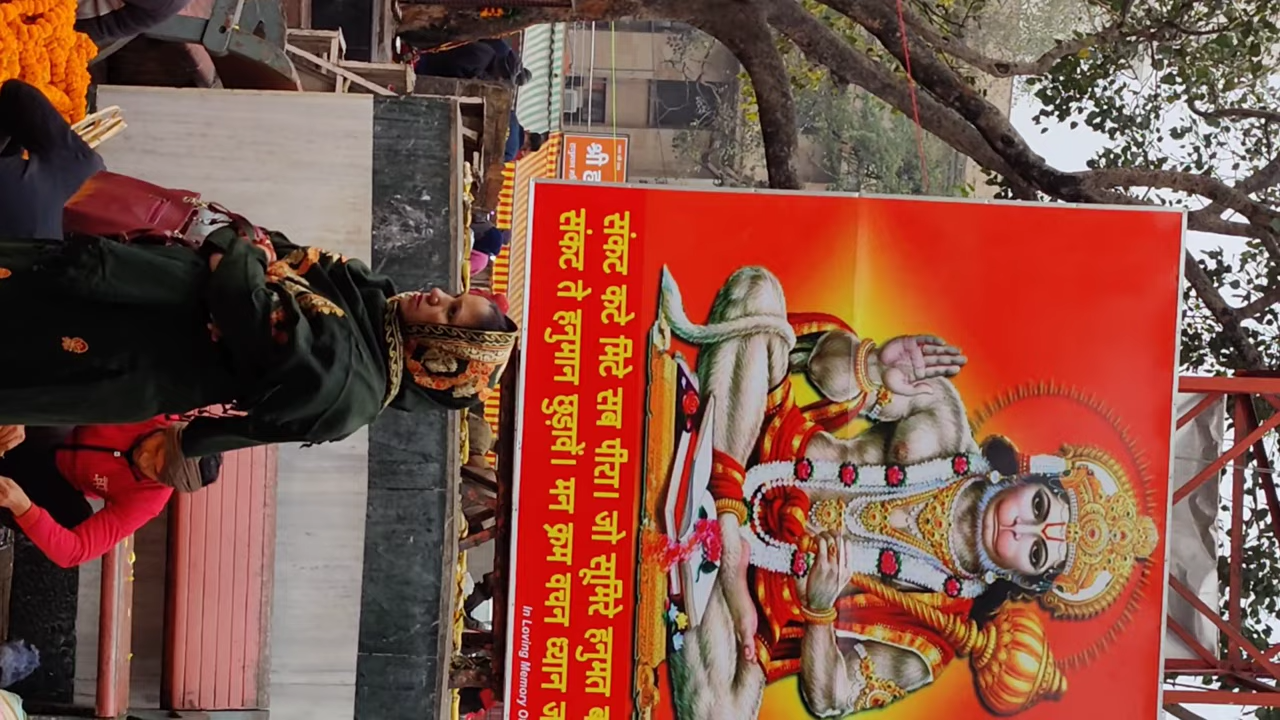 श्री
संकट कटे मिटे सब पीरा। जो सुमिरे हनुमत
संकट ते हनुमान छुड़ावें। मन क्रम वचन ध्यान
In Loving Memory